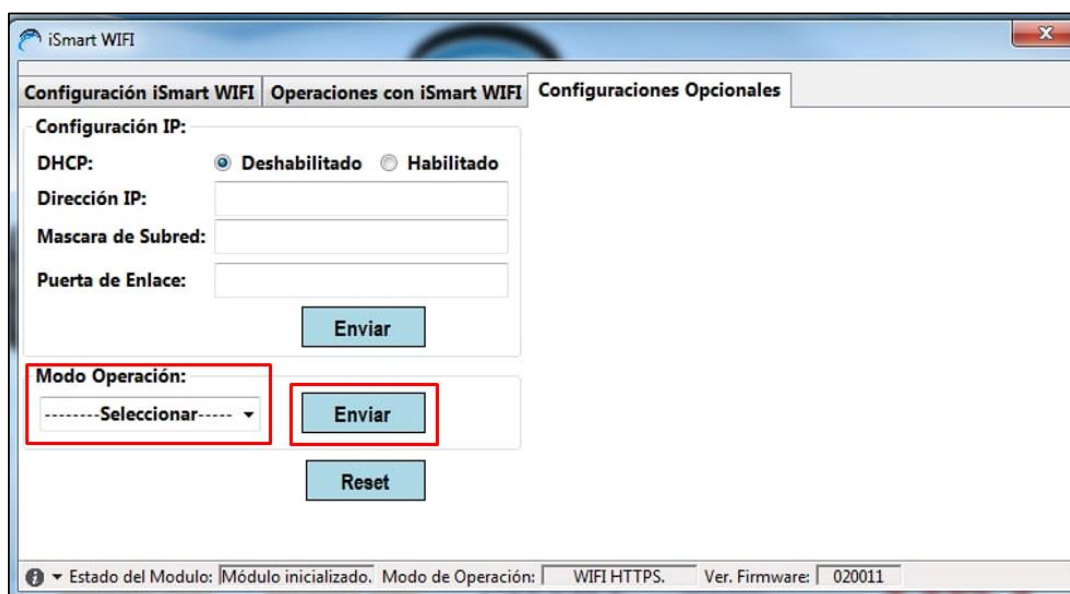 iSmart WIFI
X
Configuración iSmart WIFI Operaciones con iSmart WIFI Configuraciones Opcionales
Configuración IP:
DHCP: Deshabilitado Habilitado
Dirección IP:
Mascara de Subred:
Puerta de Enlace:
Enviar
Modo Operación:
--------Seleccionar----- Enviar
Reset
Estado del Modulo: Módulo inicializado. Modo de Operación: WIFI HTTPS. Ver. Firmware: 020011